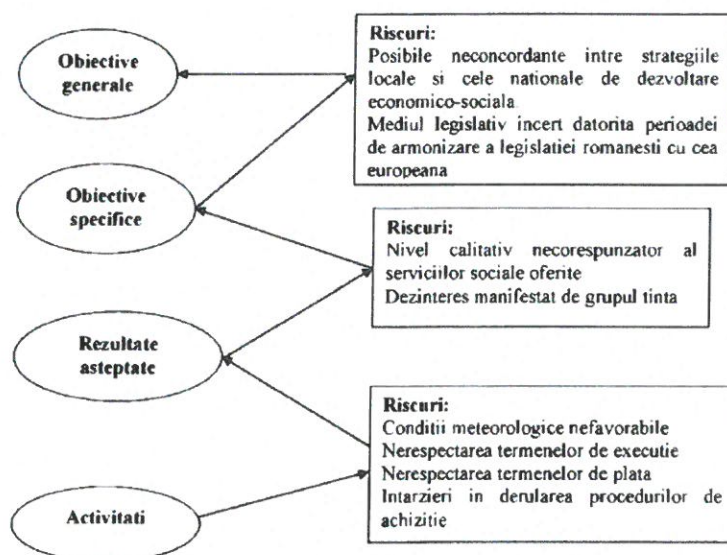 Obiective
generale
Riscuri:
Posibile neconcordante intre strategiile
locale si cele nationale de dezvoltare
economico-sociala
Mediul legislativ incert datorita perioadei
de armonizare a legislatiei romanesti cu cea
europeana
Obiective
specifice
Riscuri:
Nivel calitativ necorespunzator al
serviciilor sociale oferite
Dezinteres manifestat de grupul tinta
Rezultate
asteptate
Riscuri:
Conditii meteorologice nefavorabile
Nerespectarea termenelor de executie
Nerespectarea termenelor de plata
Intarzieri in derularea procedurilor de
achizitie
Activitati